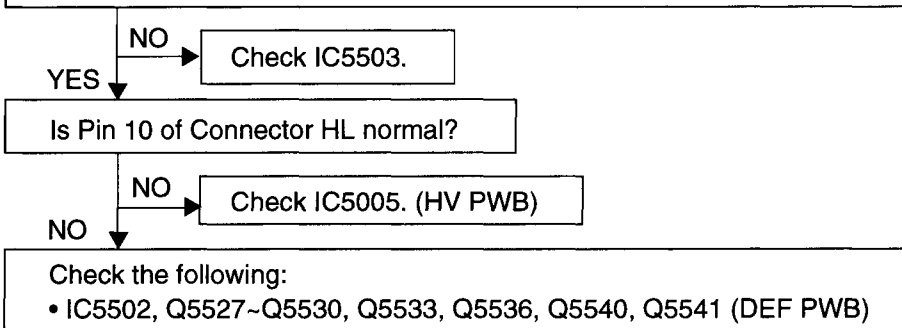 NO
Check IC5503.
YES
Is Pin 10 of Connector HL normal?
NO
Check IC5005. (HV PWB)
NO
Check the following:
• IC5502, Q5527~Q5530, Q5533, Q5536, Q5540, Q5541 (DEF PWB)